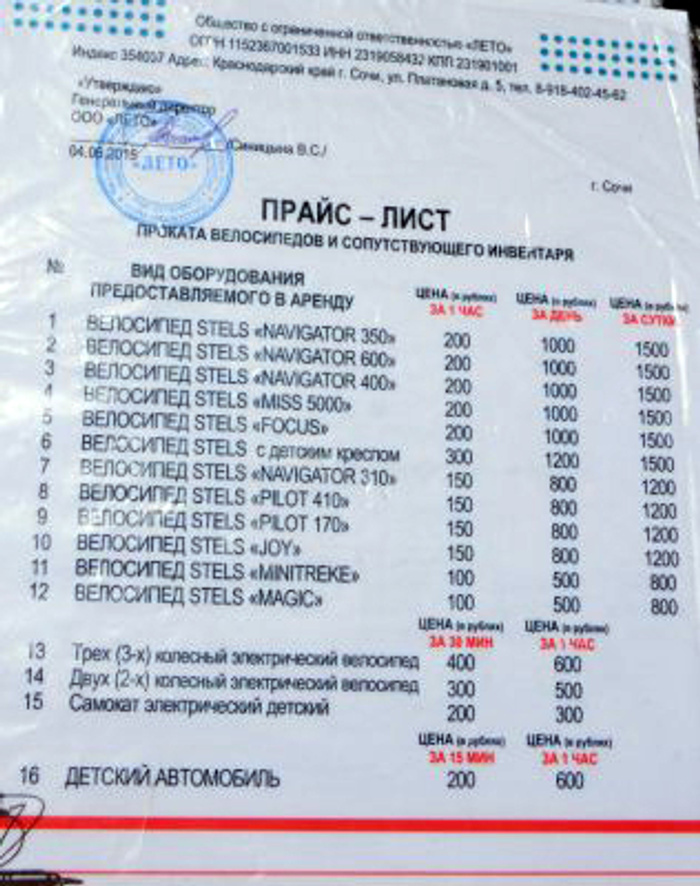 Общество с ограниченной ответственностью «ЛЕТО»
ОГРН 1152367001533 ИНН 2319058432 КПП 231901001
Индекс 354037 Адрес: Краснодарский край г. Сочи, ул. Платановая д. 5, тел. 8-918-402-45-62
«Утверждаю»
Генеральный директор
ООО «ЛЕТО»
/Синицына В.С./
04.06.2015
«ЛЕТО»
г. Сочи
ПРАЙС – ЛИСТ
ПРОКАТА ВЕЛОСИПЕДОВ И СОПУТСТВУЮЩЕГО ИНВЕНТАРЯ
№ ВИД ОБОРУДОВАНИЯ ПРЕДОСТАВЛЯЕМОГО В АРЕНДУ ЦЕНА (в рублях) ЗА 1 ЧАС ЦЕНА (в рублях) ЗА ДЕНЬ ЦЕНА (в рублях) ЗА СУТКИ
1 ВЕЛОСИПЕД STELS «NAVIGATOR 350» 200 1000 1500
2 ВЕЛОСИПЕД STELS «NAVIGATOR 600» 200 1000 1500
3 ВЕЛОСИПЕД STELS «NAVIGATOR 400» 200 1000 1500
4 ВЕЛОСИПЕД STELS «MISS 5000» 200 1000 1500
5 ВЕЛОСИПЕД STELS «FOCUS» 200 1000 1500
6 ВЕЛОСИПЕД STELS с детским креслом 300 1200 1500
7 ВЕЛОСИПЕД STELS «NAVIGATOR 310» 150 800 1200
8 ВЕЛОСИПЕД STELS «PILOT 410» 150 800 1200
9 ВЕЛОСИПЕД STELS «PILOT 170» 150 800 1200
10 ВЕЛОСИПЕД STELS «JOY» 150 800 1200
11 ВЕЛОСИПЕД STELS «MINITREKE» 100 500 800
12 ВЕЛОСИПЕД STELS «MAGIC» 100 500 800
ЦЕНА (в рублях) ЗА 30 МИН ЦЕНА (в рублях) ЗА 1 ЧАС
13 Трех (3-х) колесный электрический велосипед 400 600
14 Двух (2-х) колесный электрический велосипед 300 500
15 Самокат электрический детский 200 300
ЦЕНА (в рублях) ЗА 15 МИН ЦЕНА (в рублях) ЗА 1 ЧАС
16 ДЕТСКИЙ АВТОМОБИЛЬ 200 600